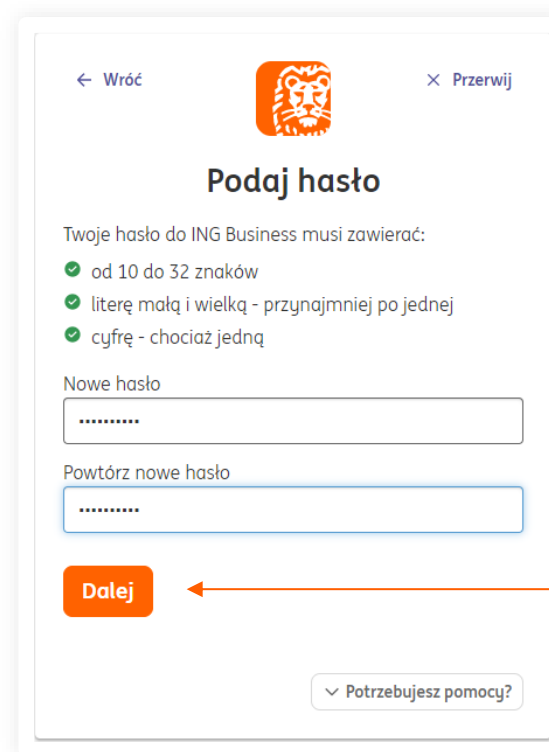 ← Wróć
× Przerwij
Podaj hasło
Twoje hasło do ING Business musi zawierać:
od 10 do 32 znaków
literę małą i wielką - przynajmniej po jednej
cyfrę - chociaż jedną
Nowe hasło
••••••••••
Powtórz nowe hasło
••••••••••
Dalej
Potrzebujesz pomocy?